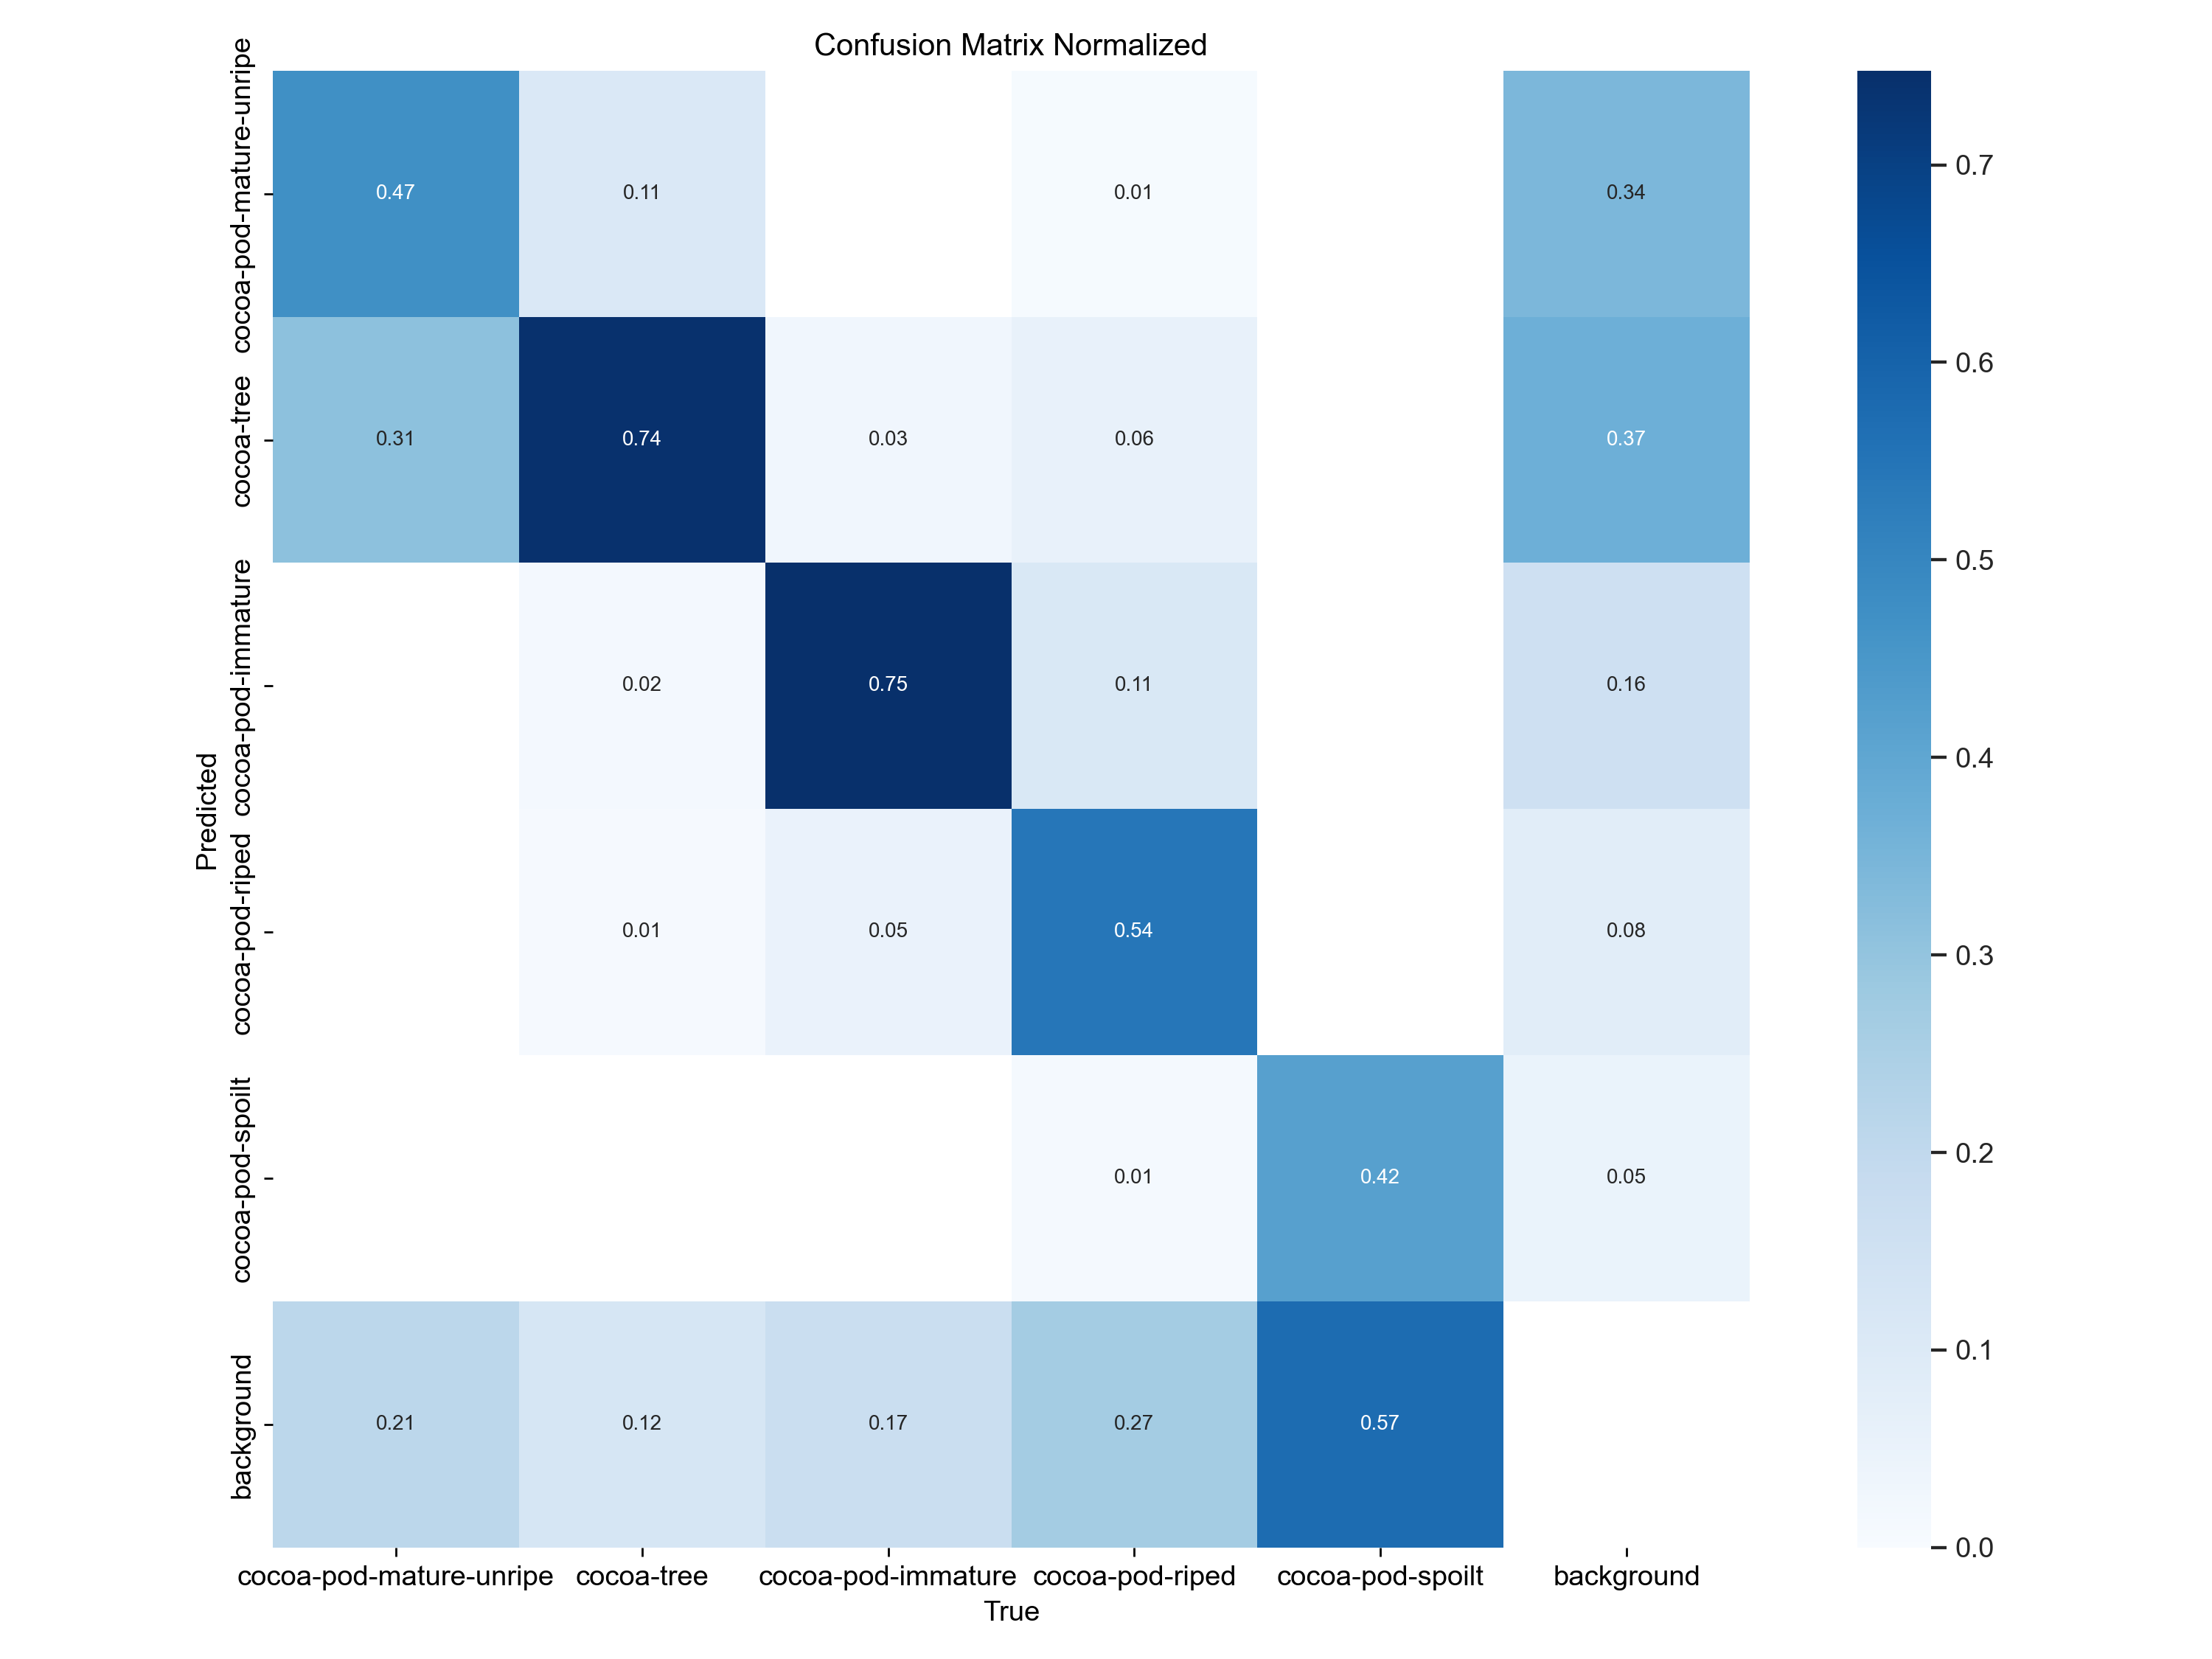 Confusion Matrix Normalized
cocoa-pod-mature-unripe
0.47 0.11 0.01 0.34
cocoa-tree
0.31 0.74 0.03 0.06 0.37
cocoa-pod-immature
0.02 0.75 0.11 0.16
cocoa-pod-riped
0.01 0.05 0.54 0.08
cocoa-pod-spoilt
0.01 0.42 0.05
background
0.21 0.12 0.17 0.27 0.57
Predicted
cocoa-pod-mature-unripe cocoa-tree cocoa-pod-immature cocoa-pod-riped cocoa-pod-spoilt background
True
0.7
0.6
0.5
0.4
0.3
0.2
0.1
0.0